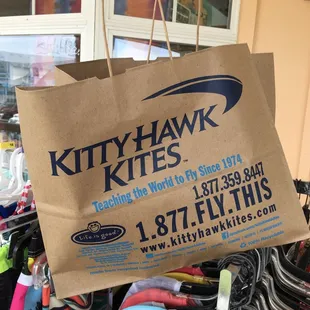 KITTY HAWK
KITES™
Teaching the World to Fly Since 1974
1.877.359.8447
1.877.FLY.THIS
www.kittyhawkkites.com
Life is good